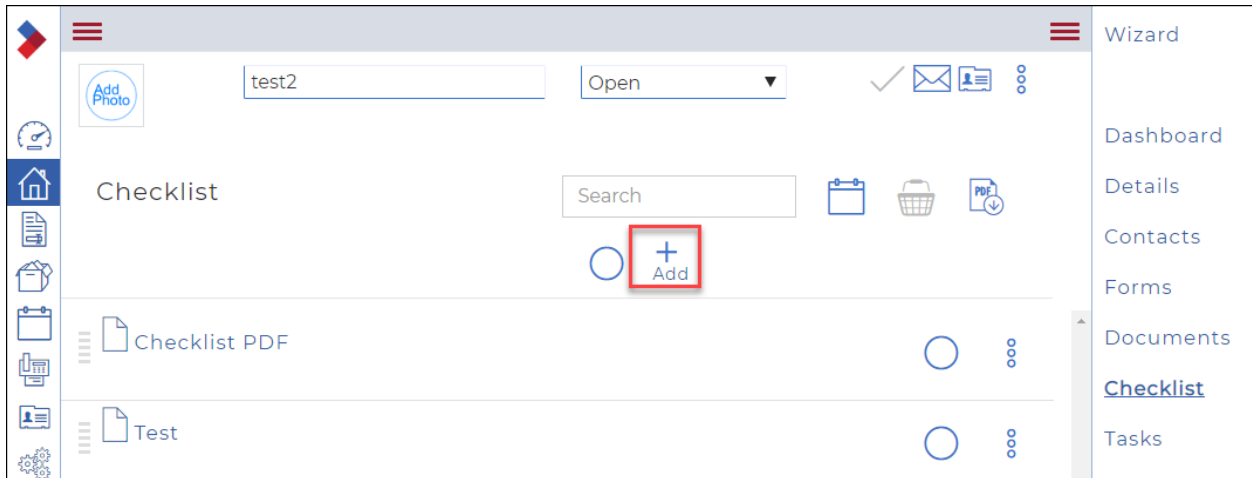 Wizard
Add
Photo
test2
Open
Dashboard
Checklist
Search
PDF
Details
Add
Contacts
Forms
Checklist PDF
Documents
Checklist
Test
Tasks